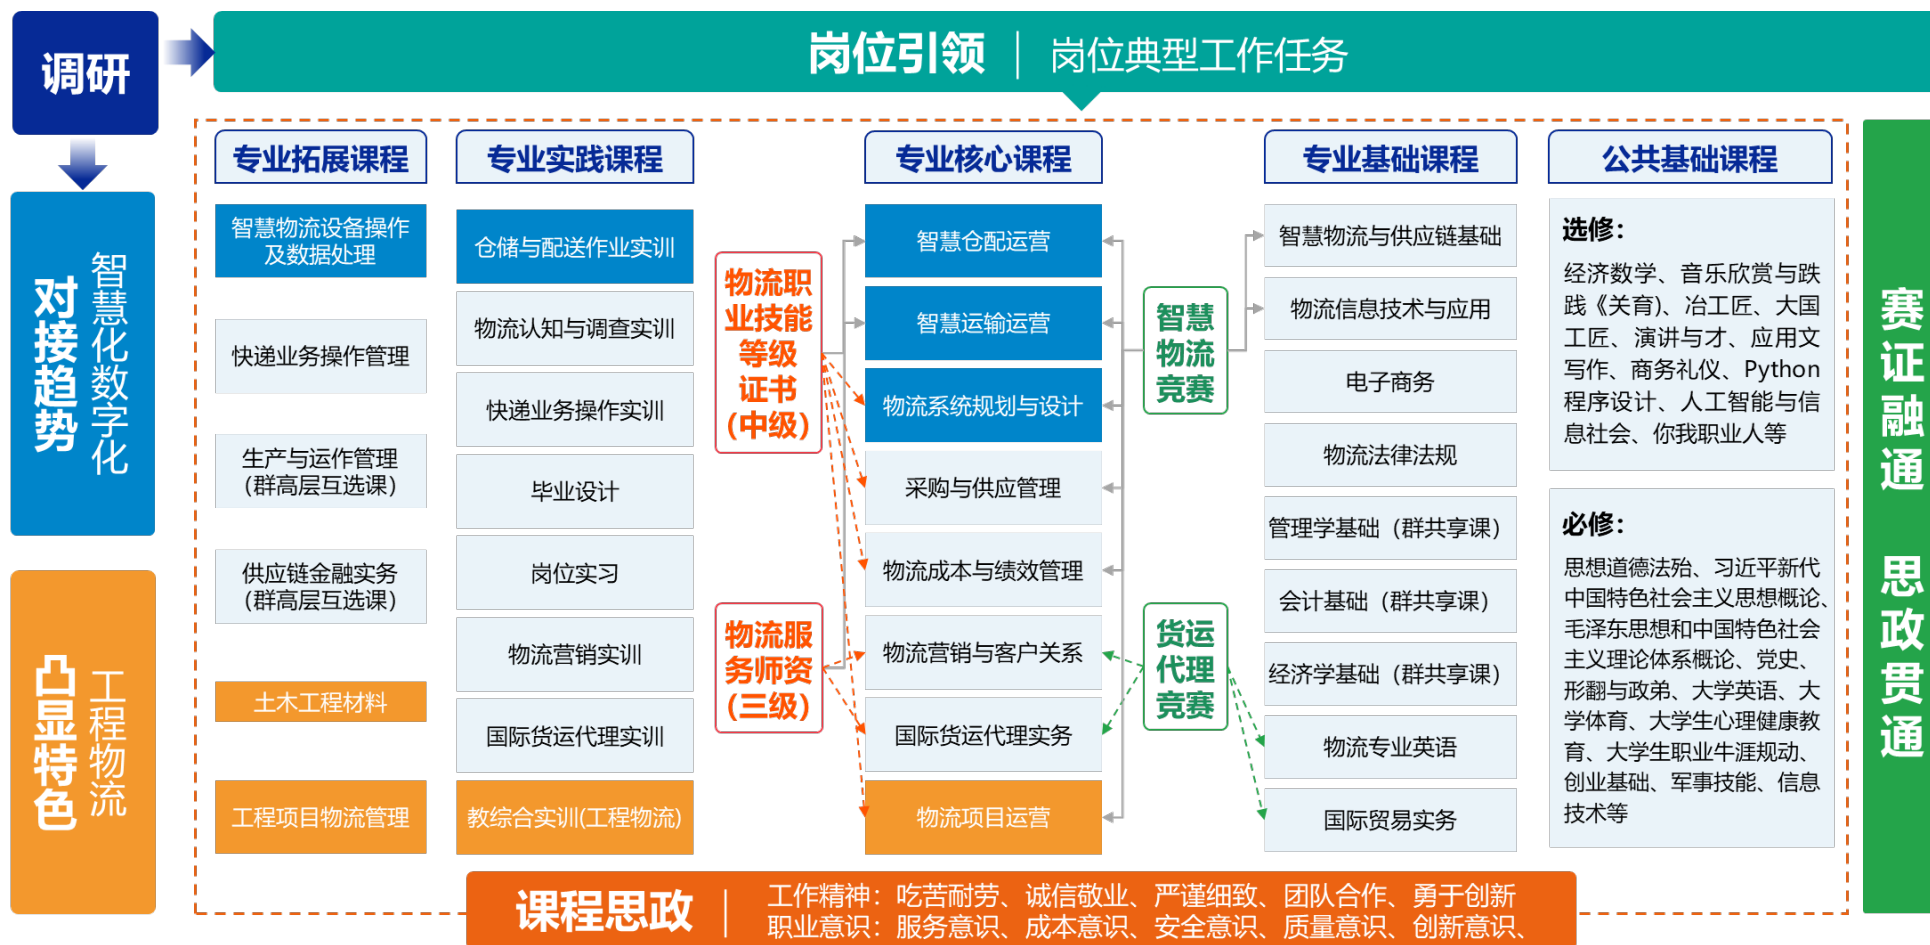 调研
岗位引领
岗位典型工作任务
对接趋势
智慧化数字化
凸显特色
工程物流
专业拓展课程
智慧物流设备操作
及数据处理
快递业务操作管理
生产与运作管理
（群高层互选课）
供应链金融实务
（群高层互选课）
土木工程材料
工程项目物流管理
专业实践课程
仓储与配送作业实训
物流认知与调查实训
快递业务操作实训
毕业设计
岗位实习
物流营销实训
国际货运代理实训
教综合实训(工程物流)
物流职
业技能
等级
证书
（中级）
物流服
务师资
（三级）
专业核心课程
智慧仓配运营
智慧运输运营
物流系统规划与设计
采购与供应管理
物流成本与绩效管理
物流营销与客户关系
国际货运代理实务
物流项目运营
智慧
物流
竞赛
货运
代理
竞赛
专业基础课程
智慧物流与供应链基础
物流信息技术与应用
电子商务
物流法律法规
管理学基础（群共享课）
会计基础（群共享课）
经济学基础（群共享课）
物流专业英语
国际贸易实务
公共基础课程
选修：
经济数学、音乐欣赏与跌
践《关育)、冶工匠、大国
工匠、演讲与才、应用文
写作、商务礼仪、Python
程序设计、人工智能与信
息社会、你我职业人等
必修：
思想道德法殆、习近平新代
中国特色社会主义思想概论、
毛泽东思想和中国特色社会
主义理论体系概论、党史、
形翻与政弟、大学英语、大
学体育、大学生心理健康教
育、大学生职业牛涯规动、
创业基础、军事技能、信息
技术等
赛证融通
思政贯通
课程思政
工作精神：吃苦耐劳、诚信敬业、严谨细致、团队合作、勇于创新
职业意识：服务意识、成本意识、安全意识、质量意识、创新意识、